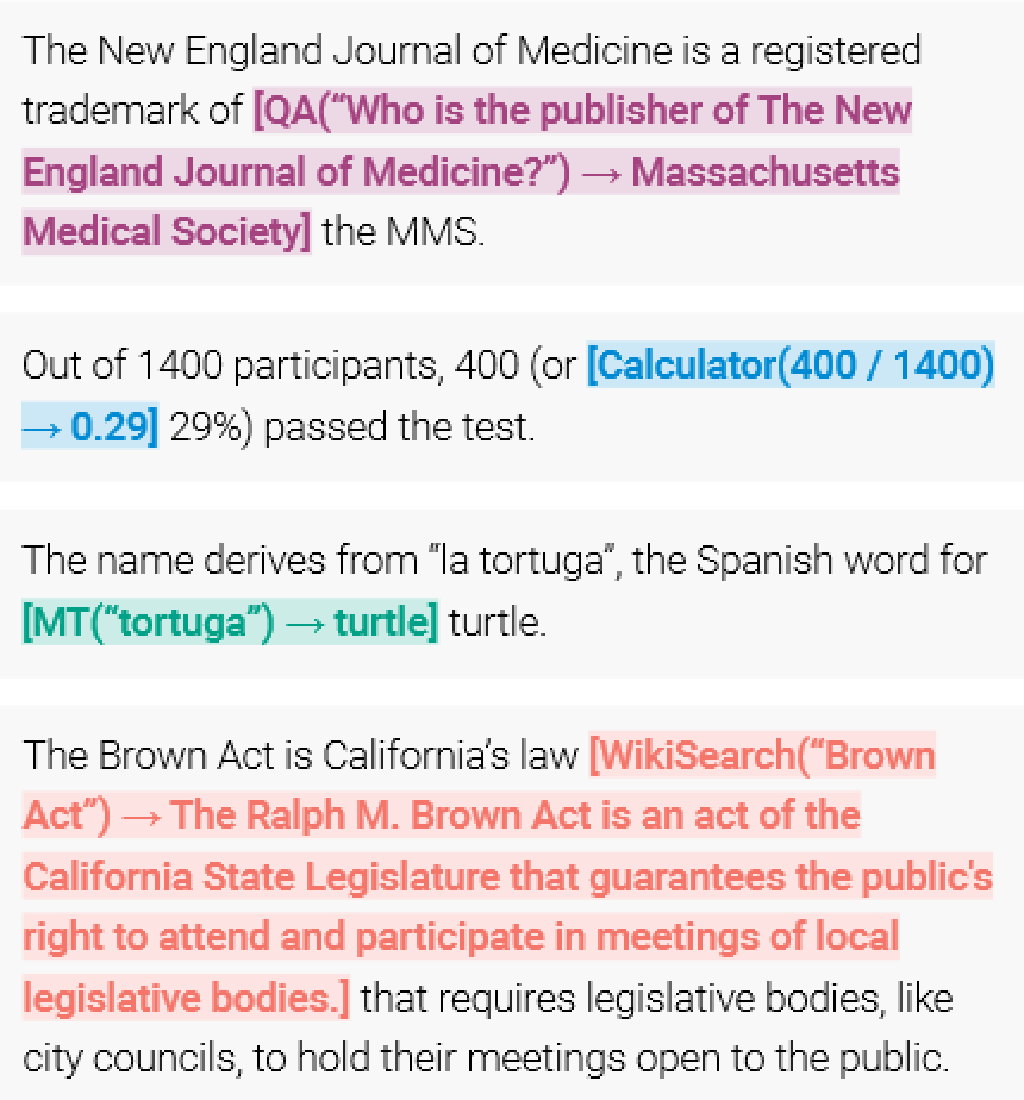 The New England Journal of Medicine is a registered
trademark of [QA(“Who is the publisher of The New
England Journal of Medicine?”) → Massachusetts
Medical Society] the MMS.
Out of 1400 participants, 400 (or [Calculator(400 / 1400)
→ 0.29] 29%) passed the test.
The name derives from “la tortuga”, the Spanish word for
[MT(“tortuga”) → turtle] turtle.
The Brown Act is California’s law [WikiSearch(“Brown
Act”) → The Ralph M. Brown Act is an act of the
California State Legislature that guarantees the public's
right to attend and participate in meetings of local
legislative bodies.] that requires legislative bodies, like
city councils, to hold their meetings open to the public.